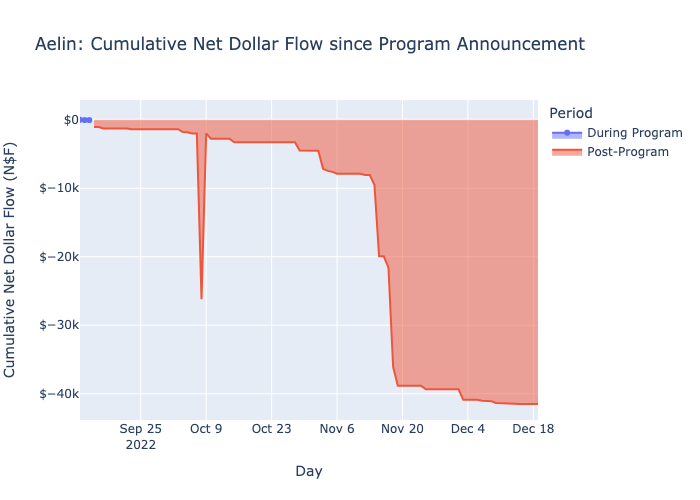 Aelin: Cumulative Net Dollar Flow since Program Announcement
Period
During Program
Post-Program
Cumulative Net Dollar Flow (N$F)
$0
$−10k
$−20k
$−30k
$−40k
Sep 25
2022
Oct 9
Oct 23
Nov 6
Nov 20
Dec 4
Dec 18
Day